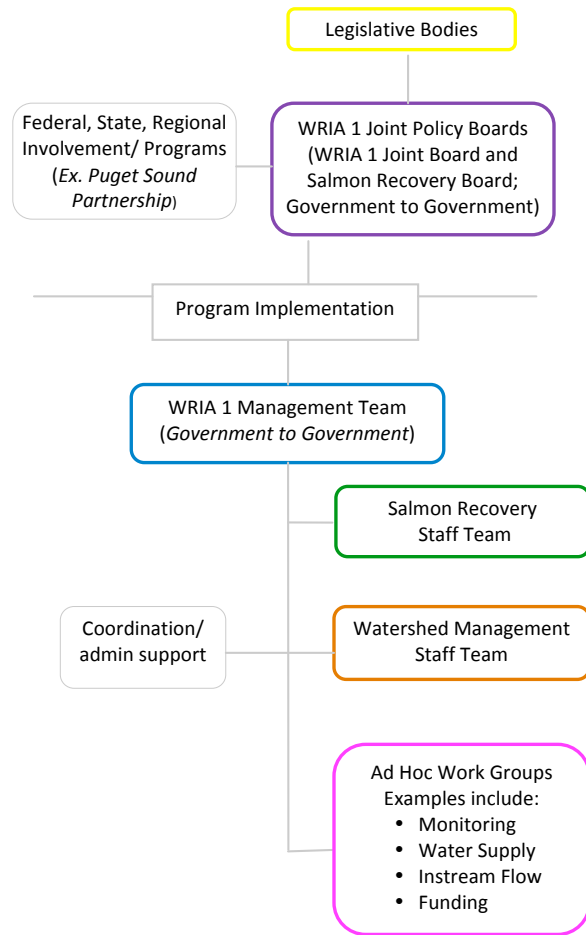 Legislative Bodies
Federal, State, Regional
Involvement/ Programs
(Ex. Puget Sound
Partnership)
WRIA 1 Joint Policy Boards
(WRIA 1 Joint Board and
Salmon Recovery Board;
Government to Government)
Program Implementation
WRIA 1 Management Team
(Government to Government)
Salmon Recovery
Staff Team
Coordination/
admin support
Watershed Management
Staff Team
Ad Hoc Work Groups
Examples include:
• Monitoring
• Water Supply
• Instream Flow
• Funding